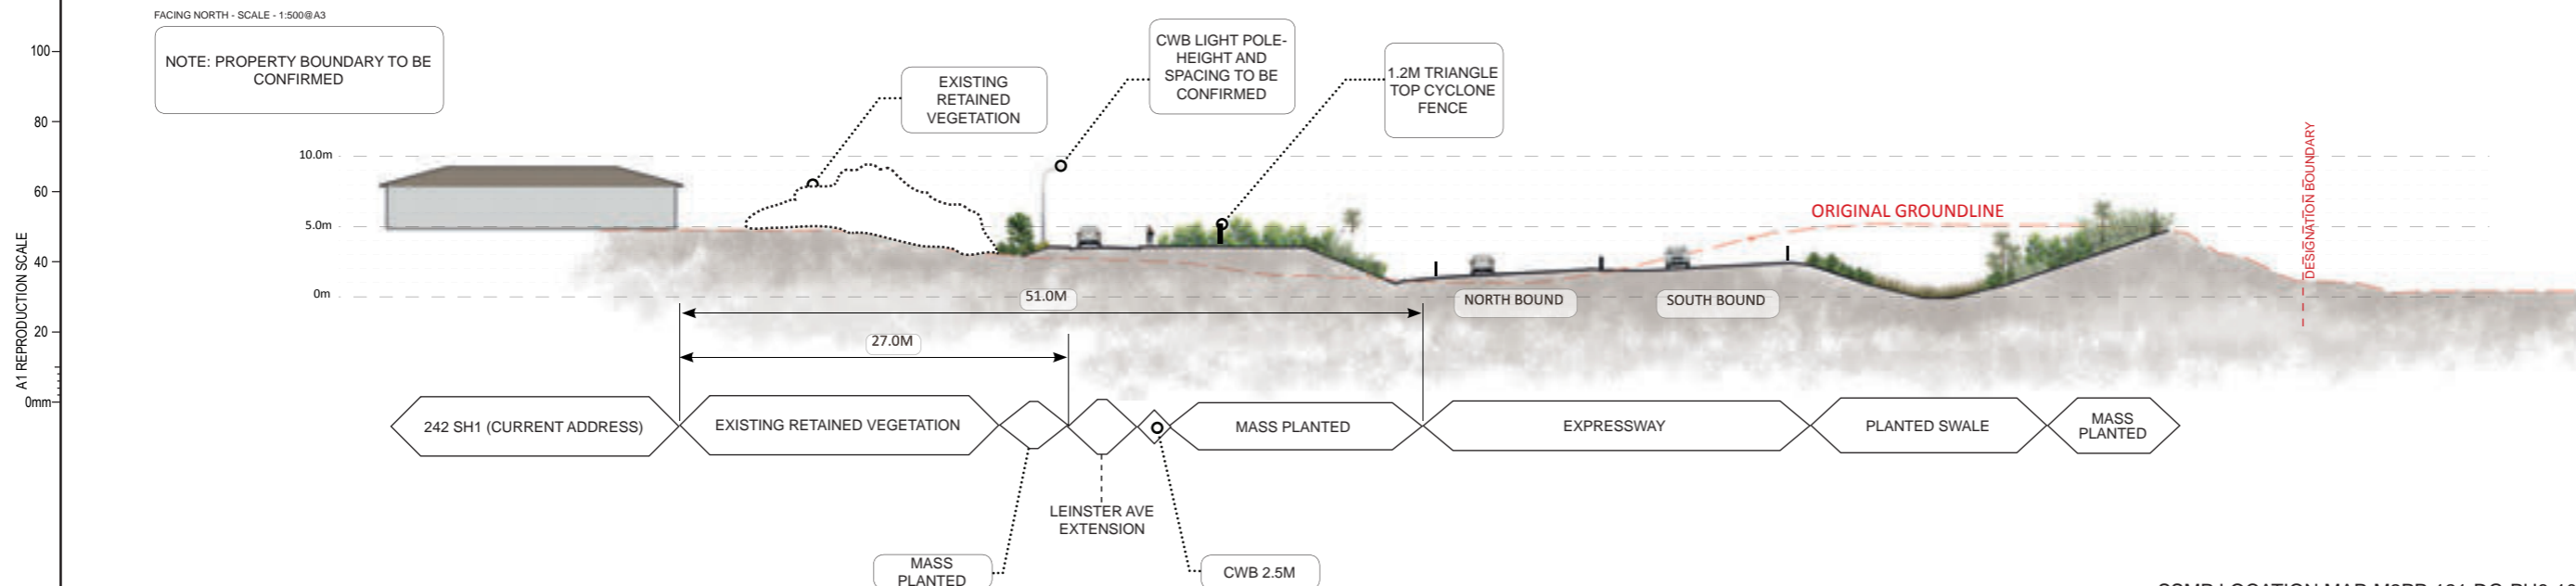 FACING NORTH - SCALE - 1:500@A3
NOTE: PROPERTY BOUNDARY TO BE
CONFIRMED
100
80
60
40
20
0mm
A1 REPRODUCTION SCALE
10.0m
5.0m
0m
EXISTING
RETAINED
VEGETATION
CWB LIGHT POLE-
HEIGHT AND
SPACING TO BE
CONFIRMED
1.2M TRIANGLE
TOP CYCLONE
FENCE
ORIGINAL GROUNDLINE
DESIGNATION BOUNDARY
51.0M
27.0M
NORTH BOUND
SOUTH BOUND
242 SH1 (CURRENT ADDRESS)
EXISTING RETAINED VEGETATION
MASS PLANTED
EXPRESSWAY
PLANTED SWALE
MASS
PLANTED
LEINSTER AVE
EXTENSION
MASS
PLANTED
CWB 2.5M